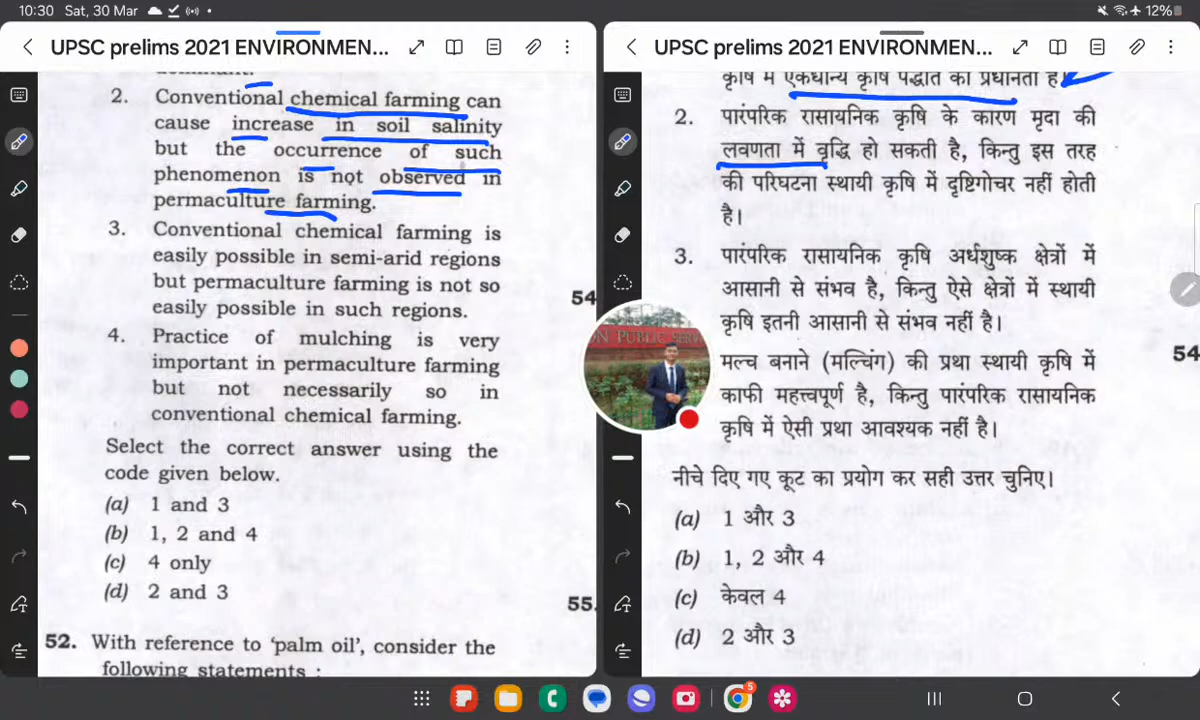 10:30 Sat, 30 Mar
12%
UPSC prelims 2021 ENVIRONMEN...
2. Conventional chemical farming can
cause increase in soil salinity
but the occurrence of such
phenomenon is not observed in
permaculture farming.
3. Conventional chemical farming is
easily possible in semi-arid regions
but permaculture farming is not so
easily possible in such regions.
54
4. Practice of mulching is very
important in permaculture farming
but not necessarily so in
conventional chemical farming.
Select the correct answer using the
code given below.
(a) 1 and 3
(b) 1, 2 and 4
(c) 4 only
(d) 2 and 3
55.
52. With reference to 'palm oil', consider the
following statements :
UPSC prelims 2021 ENVIRONMEN...
कृषि में एकधान्य कृषि पद्धति की प्रधानता है।
2. पारंपरिक रासायनिक कृषि के कारण मृदा की
लवणता में वृद्धि हो सकती है, किन्तु इस तरह
की परिघटना स्थायी कृषि में दृष्टिगोचर नहीं होती
है।
3. पारंपरिक रासायनिक कृषि अर्धशुष्क क्षेत्रों में
आसानी से संभव है, किन्तु ऐसे क्षेत्रों में स्थायी
कृषि इतनी आसानी से संभव नहीं है।
54
मल्च बनाने (मल्चिंग) की प्रथा स्थायी कृषि में
काफी महत्त्वपूर्ण है, किन्तु पारंपरिक रासायनिक
कृषि में ऐसी प्रथा आवश्यक नहीं है।
नीचे दिए गए कूट का प्रयोग कर सही उत्तर चुनिए।
(a) 1 और 3
(b) 1, 2 और 4
(c) केवल 4
(d) 2 और 3
ON PUBLIC SERV
5